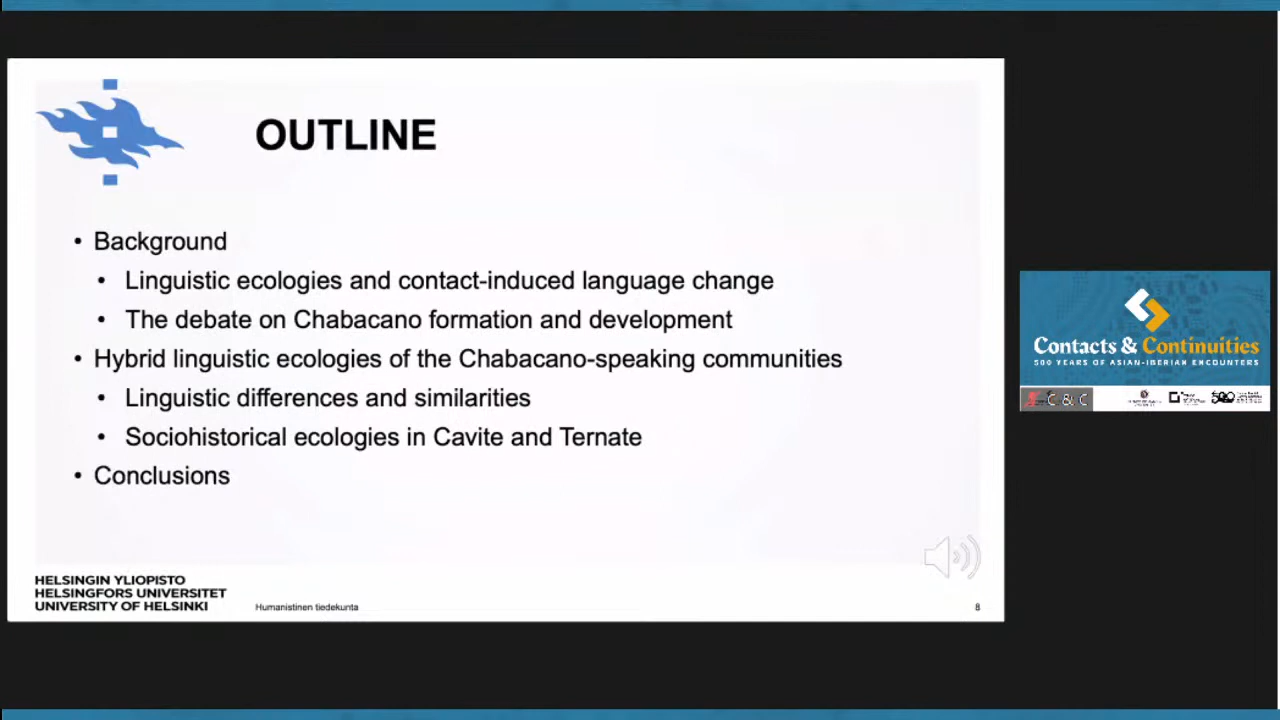 OUTLINE
• Background
• Linguistic ecologies and contact-induced language change
• The debate on Chabacano formation and development
• Hybrid linguistic ecologies of the Chabacano-speaking communities
• Linguistic differences and similarities
• Sociohistorical ecologies in Cavite and Ternate
• Conclusions
HELSINGIN YLIOPISTO
HELSINGFORS UNIVERSITET
UNIVERSITY OF HELSINKI
Humanistinen tiedekunta
8
Contacts & Continuities
500 YEARS OF ASIAN-IBERIAN ENCOUNTERS
C & C